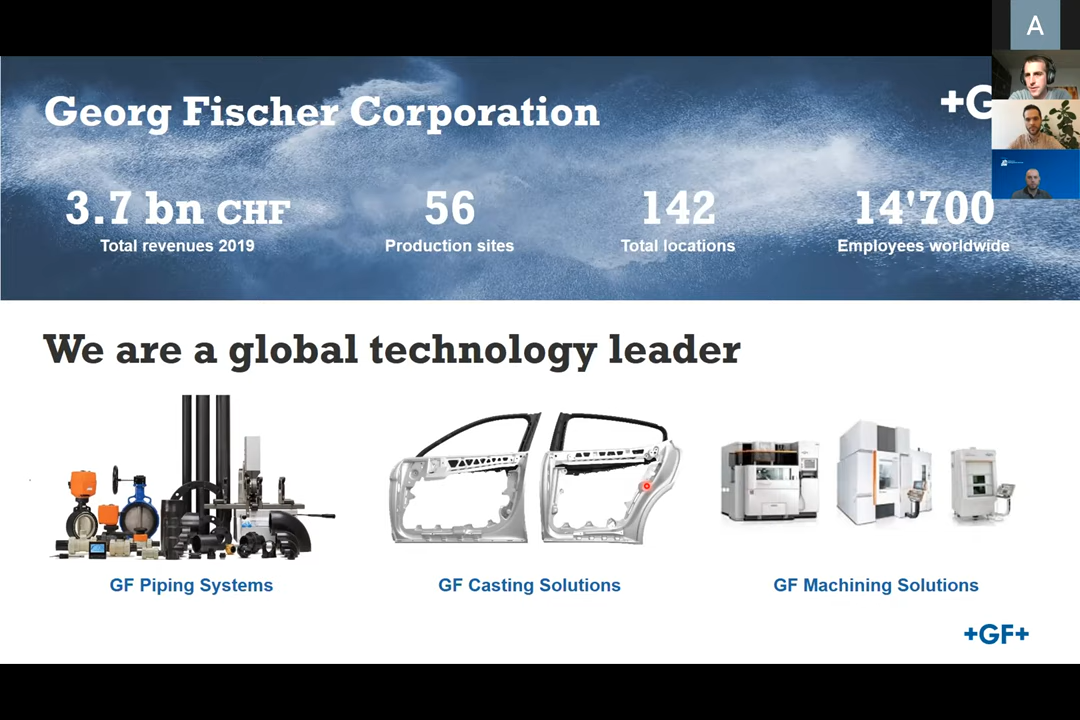 A
Georg Fischer Corporation
+G
3.7 bn CHF
56
142
14'700
Total revenues 2019
Production sites
Total locations
Employees worldwide
We are a global technology leader
GF Piping Systems
GF Casting Solutions
GF Machining Solutions
+GF+